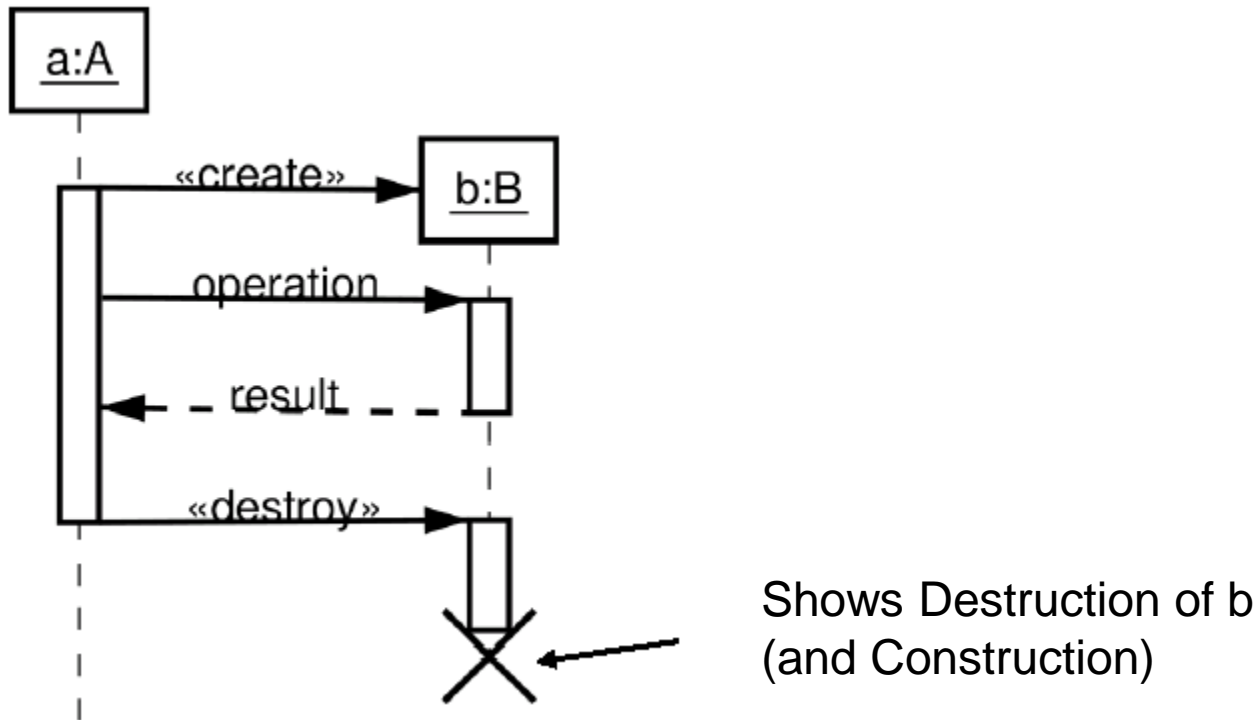 a:A
«create»
b:B
operation
result
«destroy»
Shows Destruction of b
(and Construction)